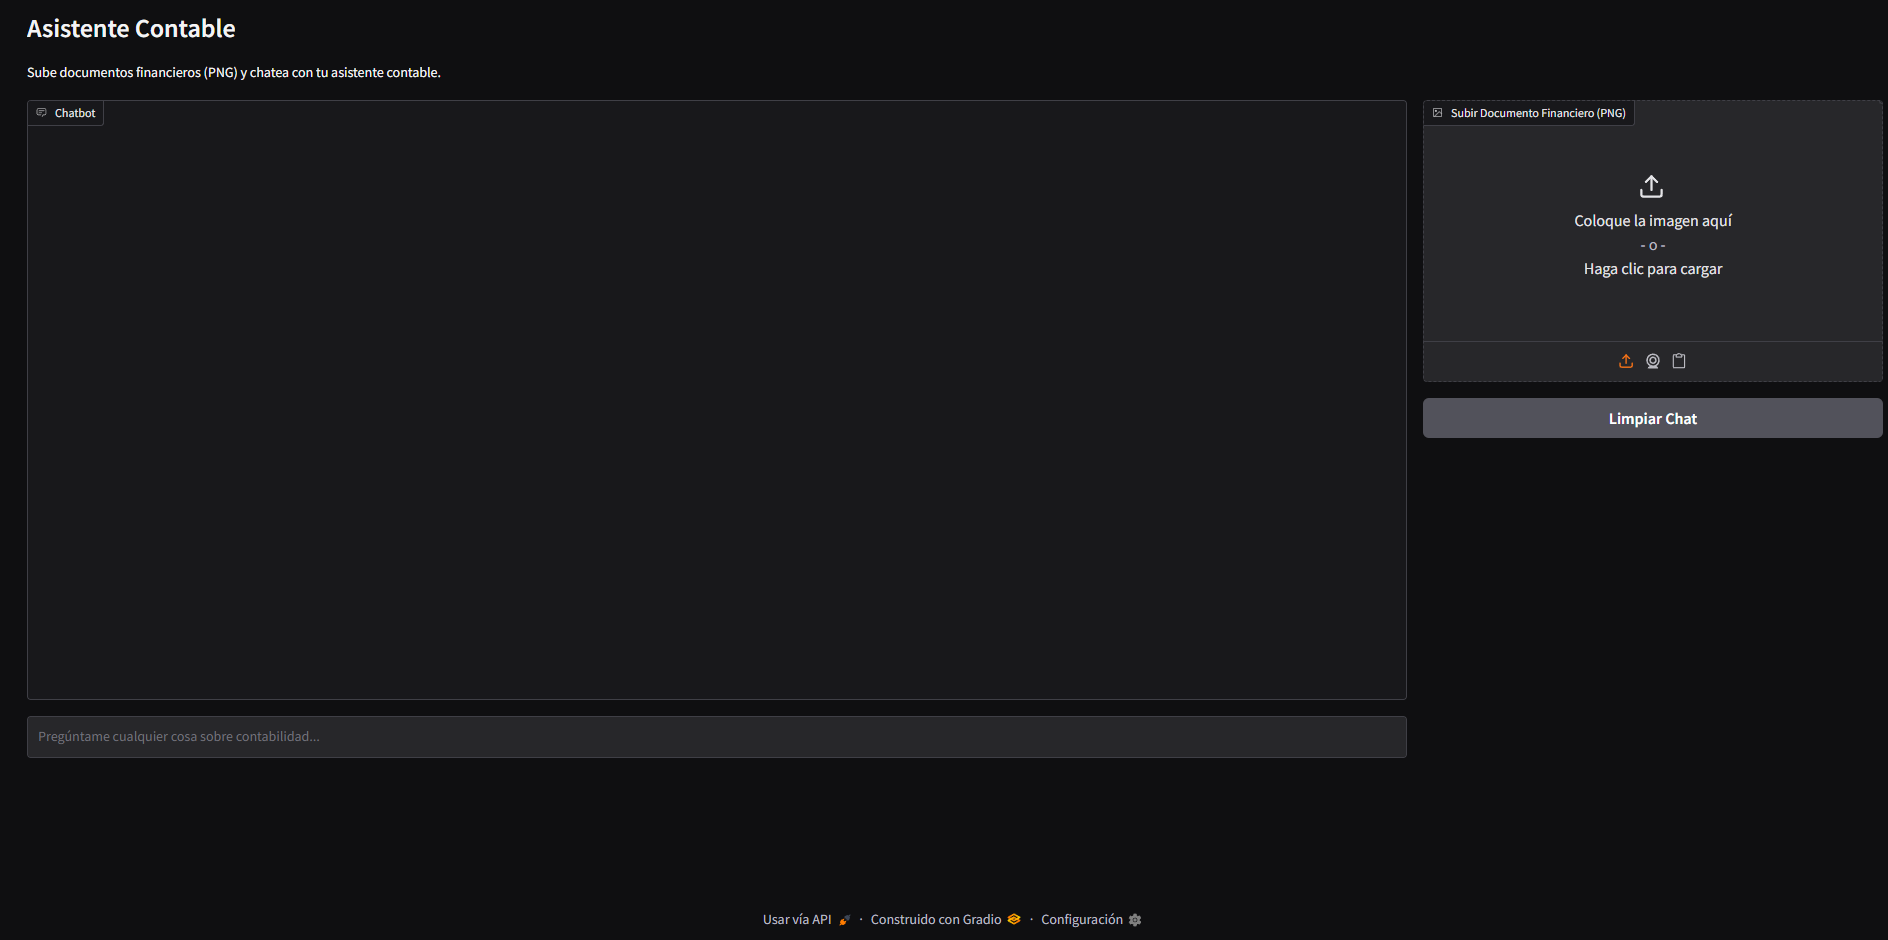 Asistente Contable
Sube documentos financieros (PNG) y chatea con tu asistente contable.
Chatbot
Subir Documento Financiero (PNG)
Coloque la imagen aquí
- o -
Haga clic para cargar
Limpiar Chat
Pregúntame cualquier cosa sobre contabilidad...
Usar vía API · Construido con Gradio · Configuración